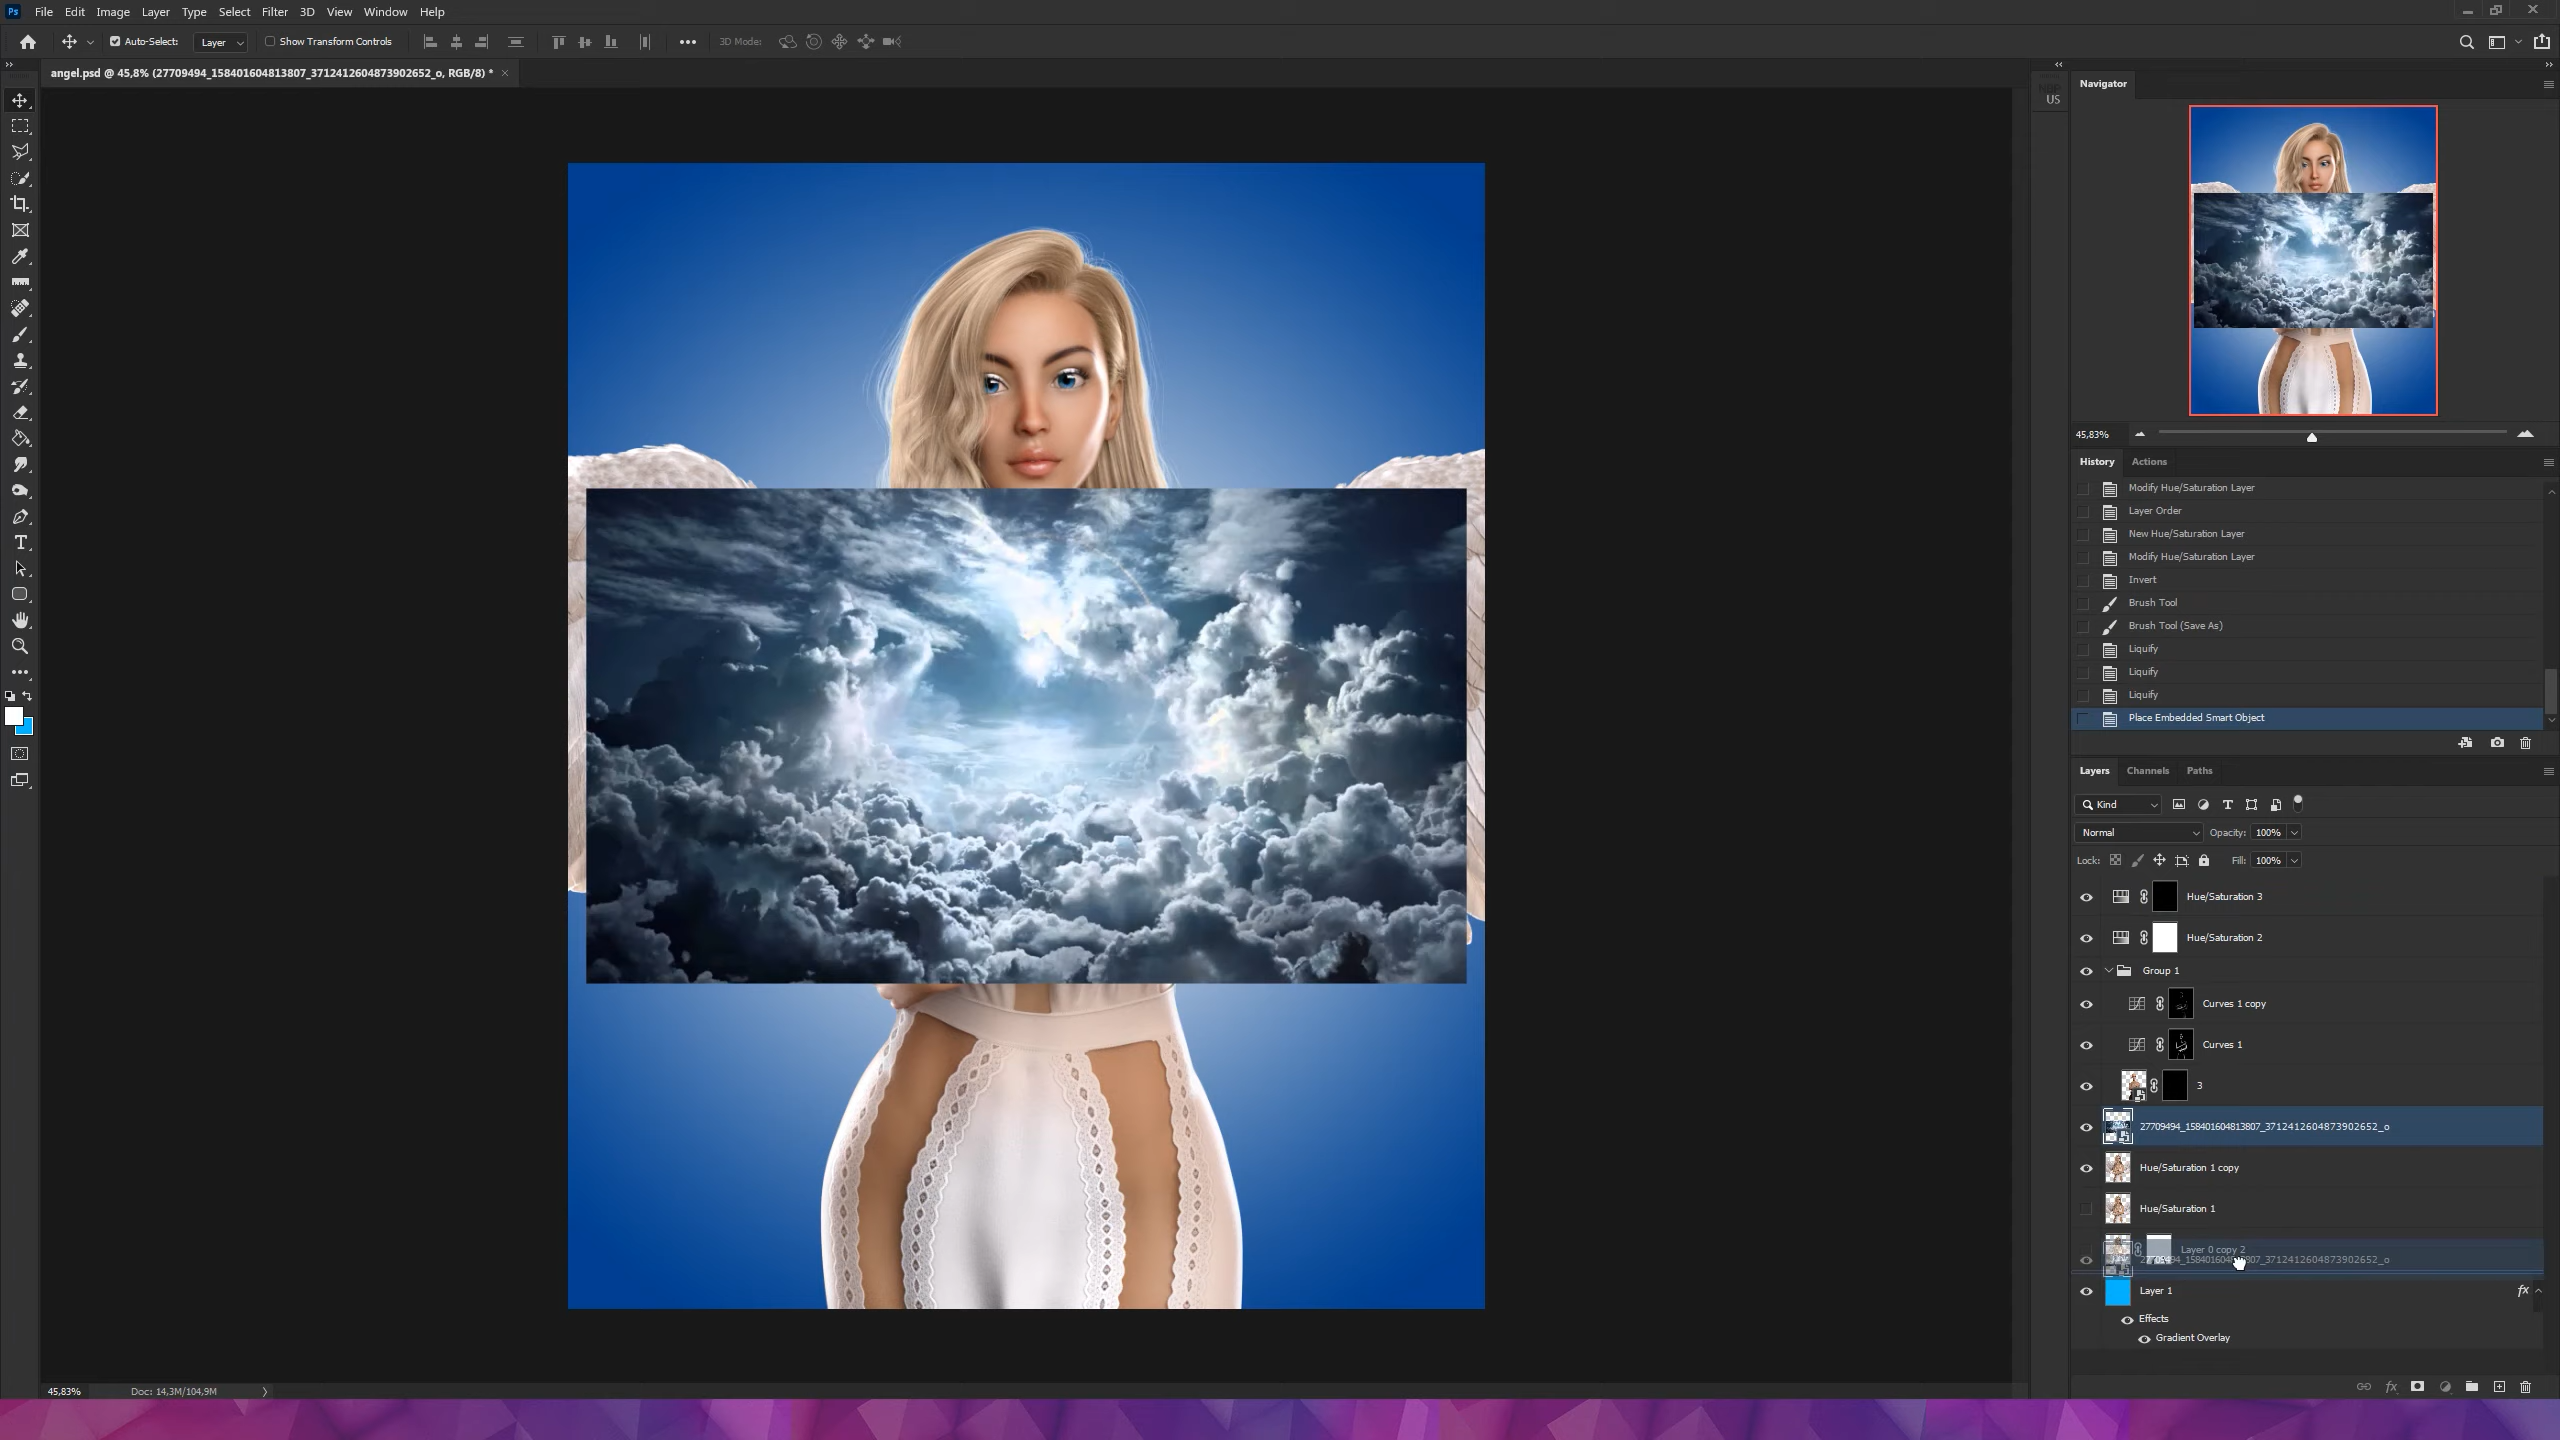 Ps File Edit Image Layer Type Select Filter 3D View Window Help
Auto-Select: Layer Show Transform Controls 3D Mode:
angel.psd @ 45,8% (27709494_158401604813807_3712412604873902652_o, RGB/8) *
US
Navigator
45,83%
History Actions
Modify Hue/Saturation Layer
Layer Order
New Hue/Saturation Layer
Modify Hue/Saturation Layer
Invert
Brush Tool
Brush Tool (Save As)
Liquify
Liquify
Liquify
Place Embedded Smart Object
Layers Channels Paths
Kind
Normal Opacity: 100%
Lock: Fill: 100%
Hue/Saturation 3
Hue/Saturation 2
Group 1
Curves 1 copy
Curves 1
3
27709494_158401604813807_3712412604873902652_o
Hue/Saturation 1 copy
Hue/Saturation 1
Layer 0 copy 2
27709494_158401604813807_3712412604873902652_o
Layer 1 fx
Effects
Gradient Overlay
45,83% Doc: 14,3M/104,9M
fx